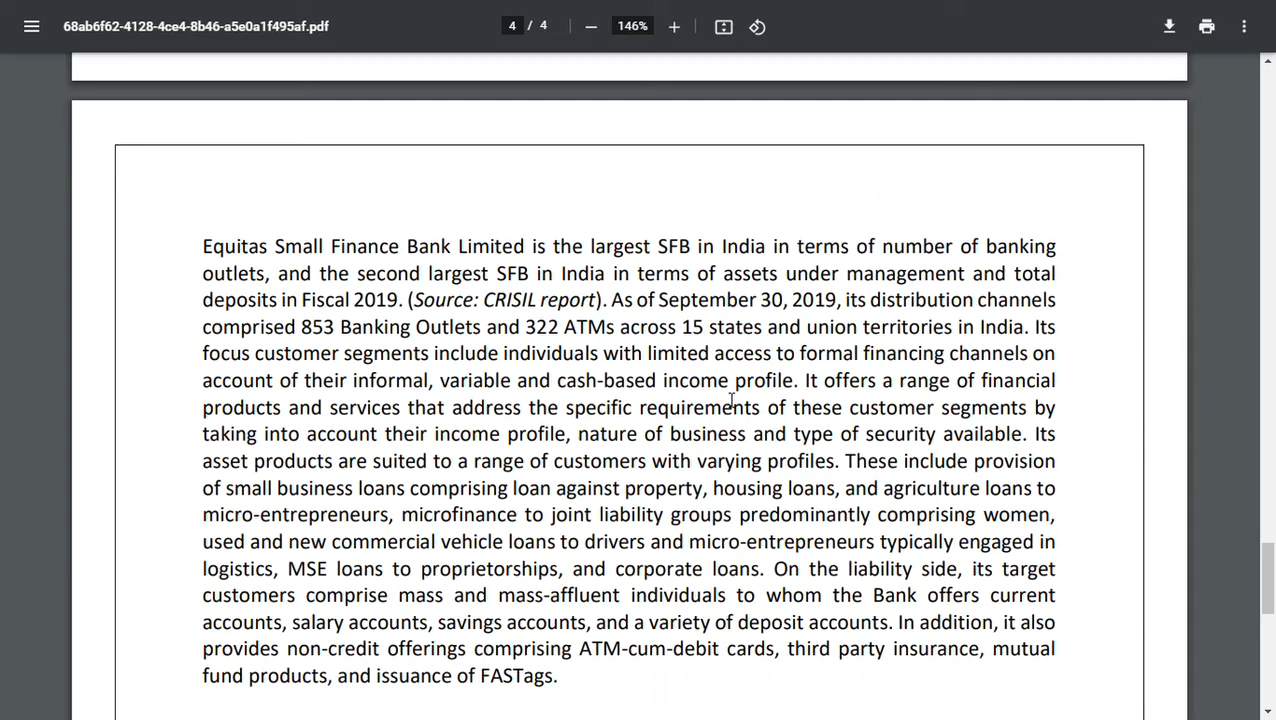 68ab6f62-4128-4ce4-8b46-a5e0a1f495af.pdf
4 / 4
146%
Equitas Small Finance Bank Limited is the largest SFB in India in terms of number of banking
outlets, and the second largest SFB in India in terms of assets under management and total
deposits in Fiscal 2019. (Source: CRISIL report). As of September 30, 2019, its distribution channels
comprised 853 Banking Outlets and 322 ATMs across 15 states and union territories in India. Its
focus customer segments include individuals with limited access to formal financing channels on
account of their informal, variable and cash-based income profile. It offers a range of financial
products and services that address the specific requirements of these customer segments by
taking into account their income profile, nature of business and type of security available. Its
asset products are suited to a range of customers with varying profiles. These include provision
of small business loans comprising loan against property, housing loans, and agriculture loans to
micro-entrepreneurs, microfinance to joint liability groups predominantly comprising women,
used and new commercial vehicle loans to drivers and micro-entrepreneurs typically engaged in
logistics, MSE loans to proprietorships, and corporate loans. On the liability side, its target
customers comprise mass and mass-affluent individuals to whom the Bank offers current
accounts, salary accounts, savings accounts, and a variety of deposit accounts. In addition, it also
provides non-credit offerings comprising ATM-cum-debit cards, third party insurance, mutual
fund products, and issuance of FASTags.